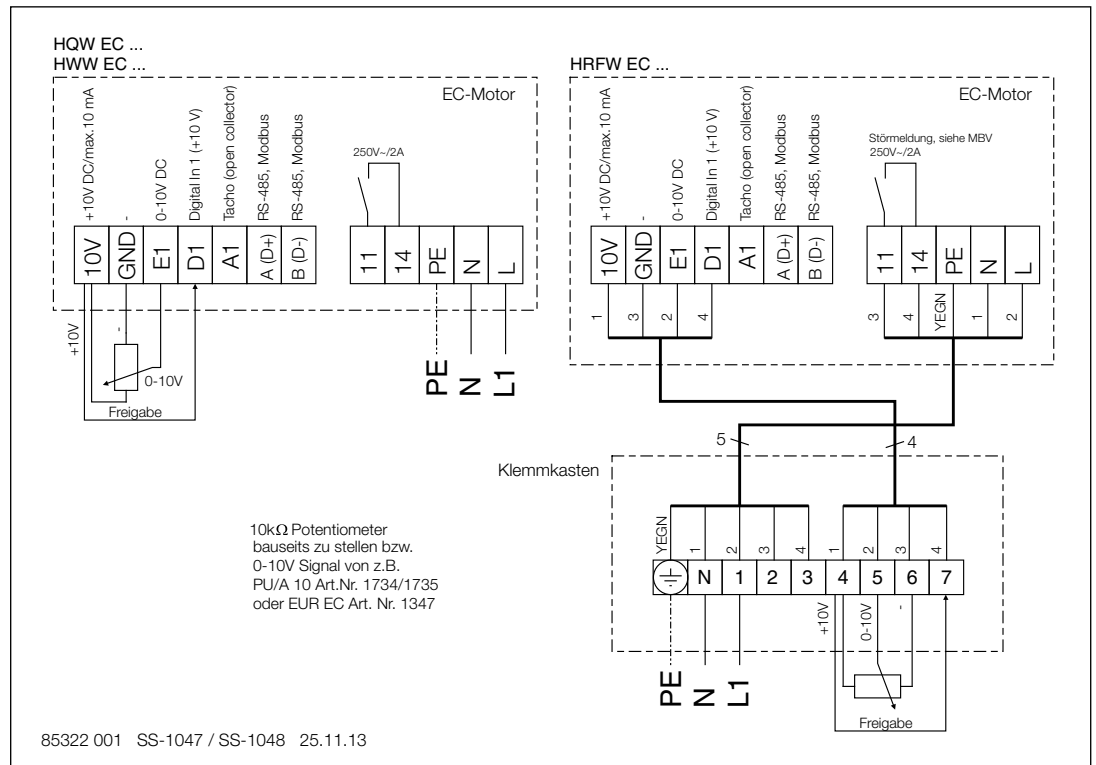 HQW EC ...
HWW EC ...
EC-Motor
+10V DC/max.10 mA
-
0-10V DC
Digital In 1 (+10 V)
Tacho (open collector)
RS-485, Modbus
RS-485, Modbus
250V~/2A
10V
GND
E1
D1
A1
A (D+)
B (D-)
11
14
PE
N
L
+10V
-
0-10V
Freigabe
PE
N
L1
HRFW EC ...
EC-Motor
+10V DC/max.10 mA
-
0-10V DC
Digital In 1 (+10 V)
Tacho (open collector)
RS-485, Modbus
RS-485, Modbus
Störmeldung, siehe MBV
250V~/2A
10V
GND
E1
D1
A1
A (D+)
B (D-)
11
14
PE
N
L
1
3
2
4
3
4
YEGN
1
2
5
4
Klemmkasten
YEGN
1
2
3
4
1
2
3
4
N
1
2
3
4
5
6
7
+10V
0-10V
-
PE
N
L1
Freigabe
10kΩ Potentiometer
bauseits zu stellen bzw.
0-10V Signal von z.B.
PU/A 10 Art.Nr. 1734/1735
oder EUR EC Art. Nr. 1347
85322 001 SS-1047 / SS-1048 25.11.13